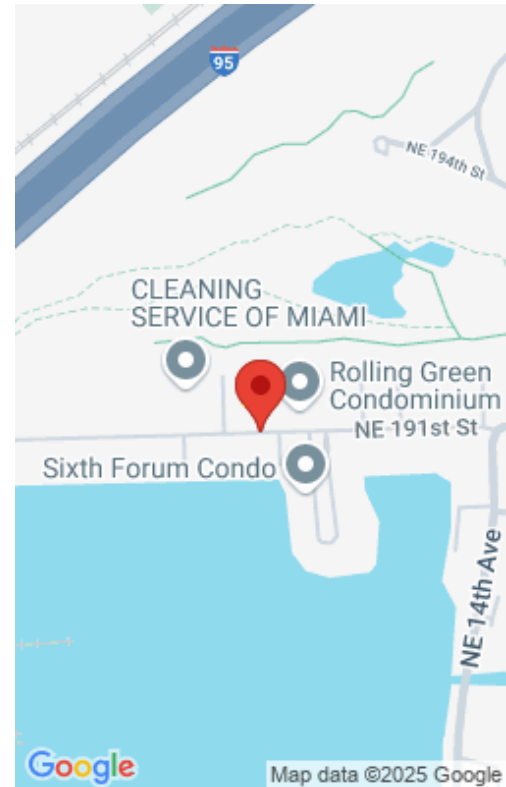 95
NE 194th St
CLEANING
SERVICE OF MIAMI
Rolling Green
Condominium
NE 191st St
Sixth Forum Condo
NE 14th Ave
Google
Map data ©2025 Google